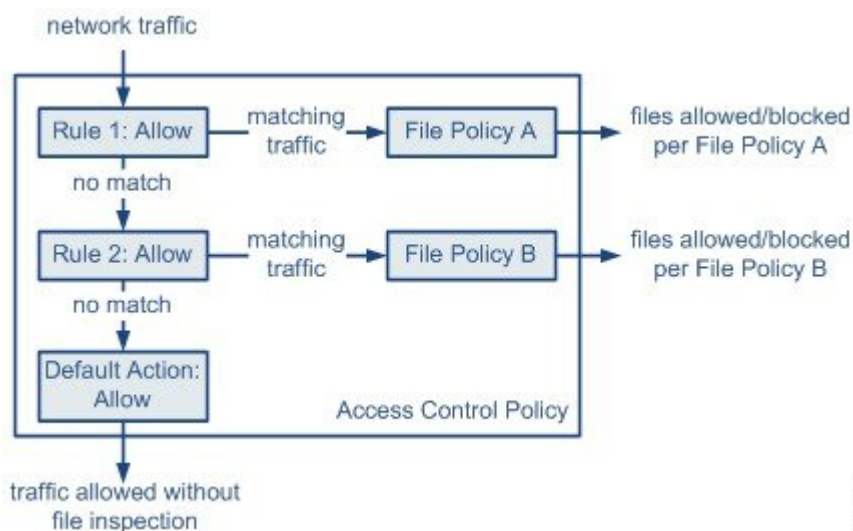 network traffic
Rule 1: Allow
matching
traffic
File Policy A
files allowed/blocked
per File Policy A
no match
Rule 2: Allow
matching
traffic
File Policy B
files allowed/blocked
per File Policy B
no match
Default Action:
Allow
Access Control Policy
traffic allowed without
file inspection